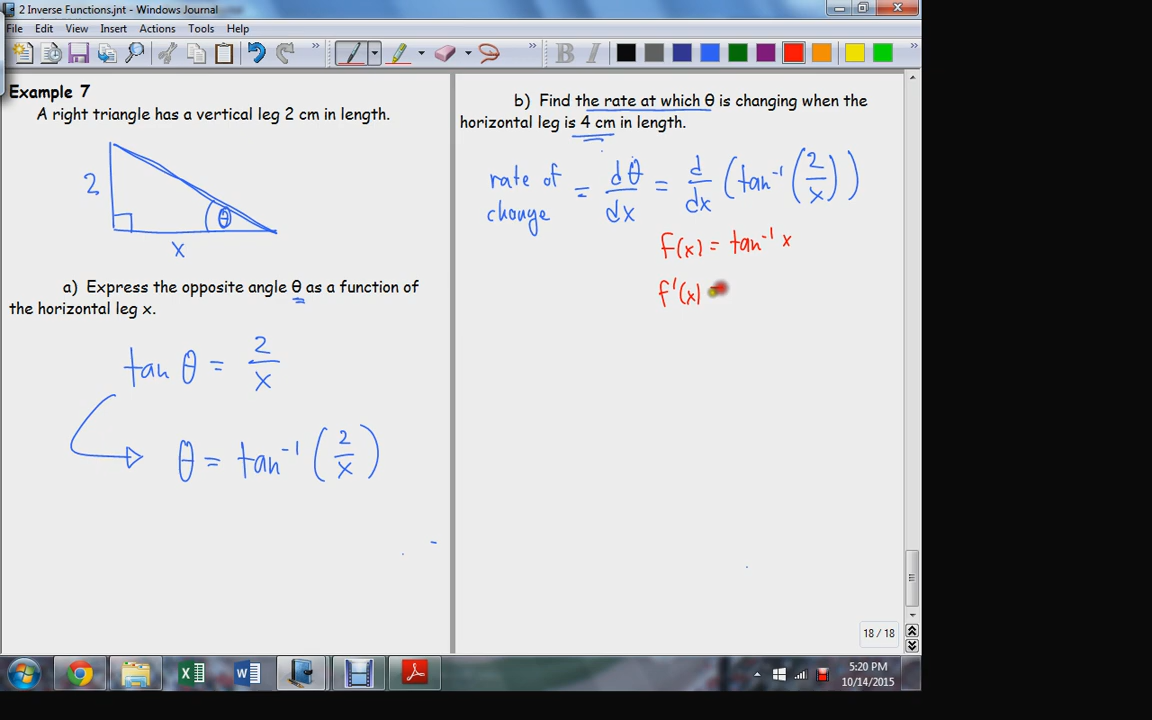 2 Inverse Functions.jnt - Windows Journal
File Edit View Insert Actions Tools Help
Example 7
A right triangle has a vertical leg 2 cm in length.
2
θ
x
a) Express the opposite angle θ as a function of
the horizontal leg x.
tan θ = 2/x
θ = tan⁻¹ (2/x)
b) Find the rate at which θ is changing when the
horizontal leg is 4 cm in length.
rate of change = dθ/dx = d/dx (tan⁻¹ (2/x))
f(x) = tan⁻¹ x
f'(x) =
18 / 18
5:20 PM
10/14/2015